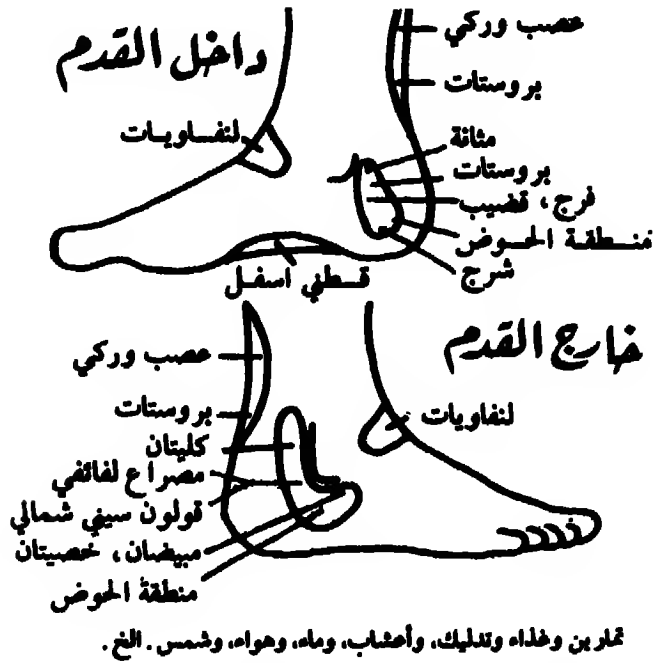 داخل القدم
عصب وركي
بروستات
لنفاويات
مثانة
بروستات
فرج، قضيب
منطقة الحوض
شرج
قطني اسفل
خارج القدم
عصب وركي
بروستات
لنفاويات
كليتان
مصراع لفائفي
قولون سيني شمالي
مبيضان، خصيتان
منطقة الحوض
تمارين وغذاء وتدليك، وأعشاب، وماء، وهواء، وشمس. الخ.